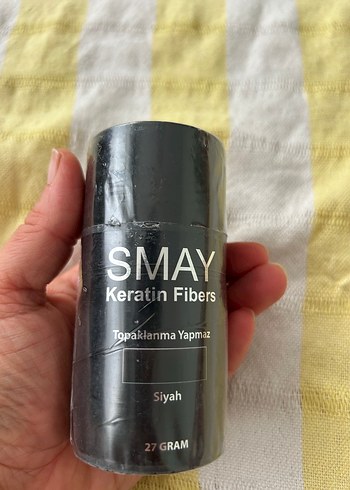 SMAY
Keratin Fibers
Topaklanma Yapmaz
Siyah
27 GRAM